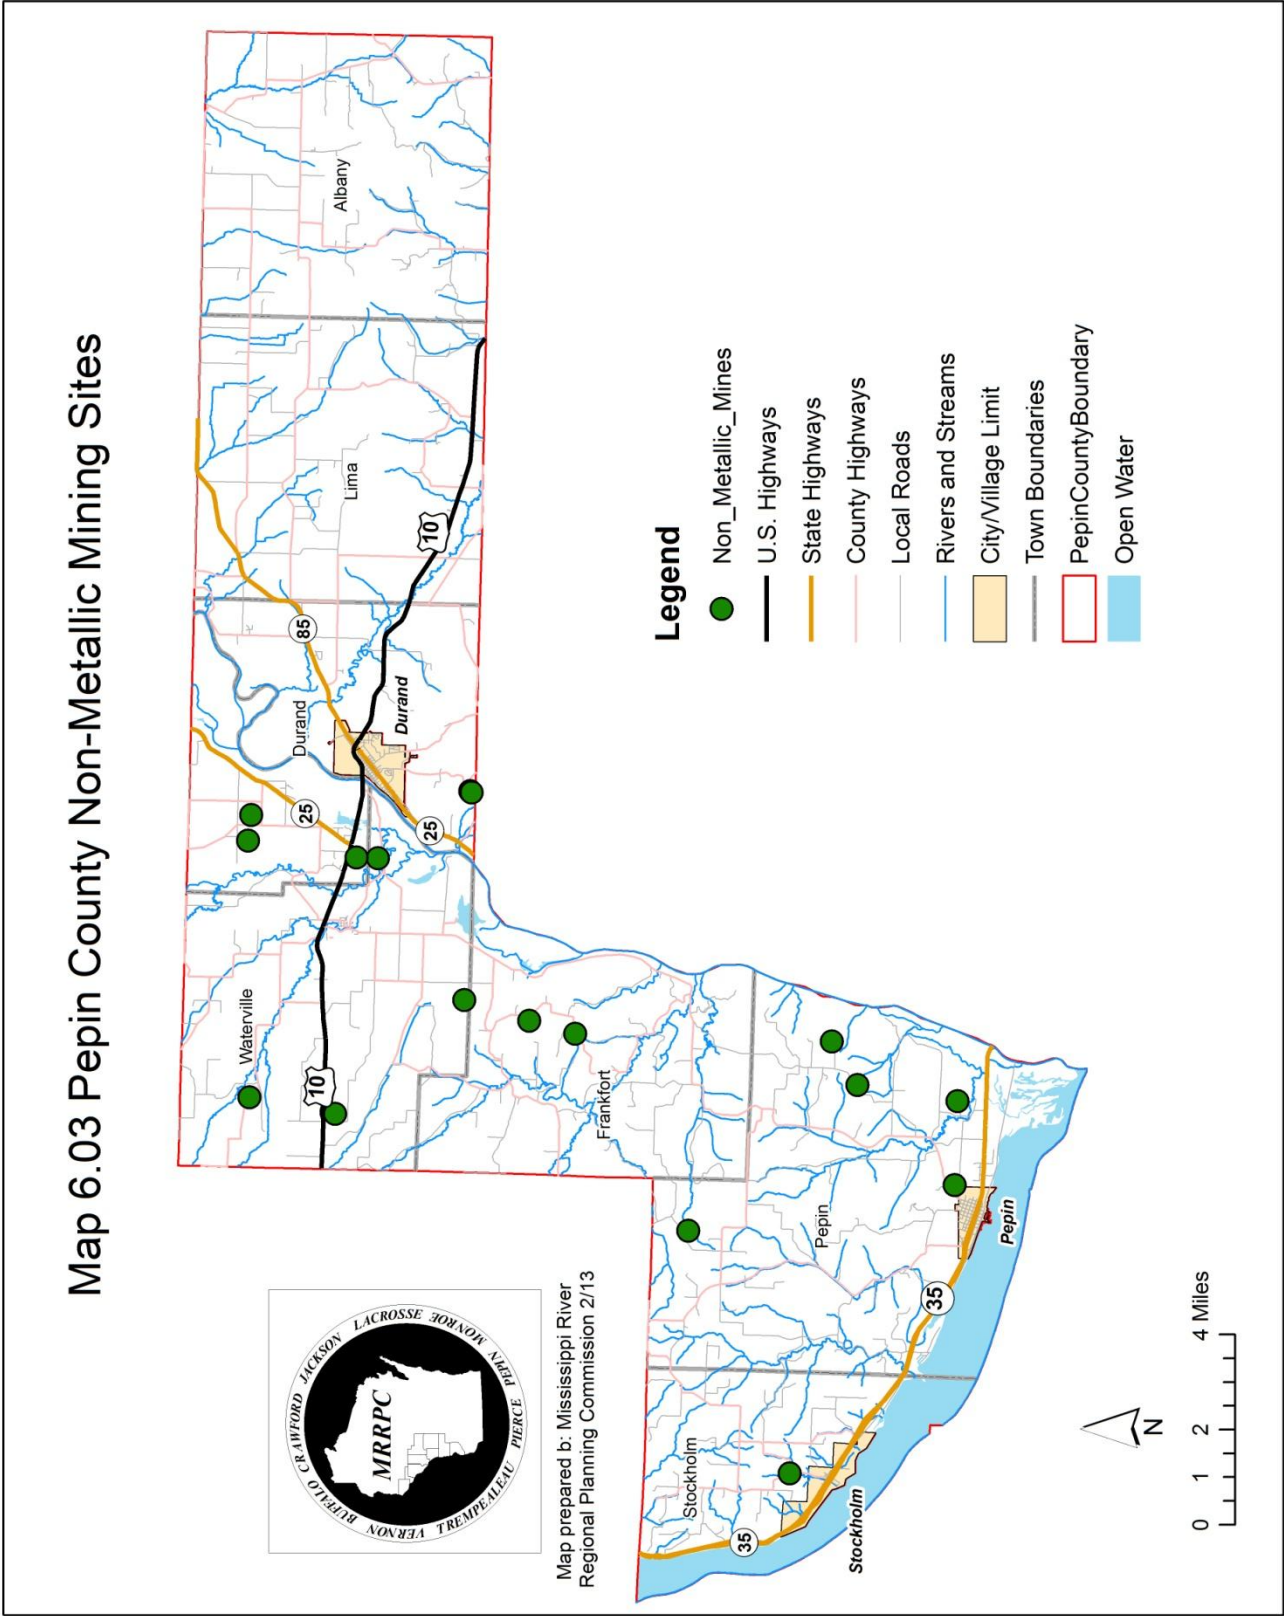 Map 6.03 Pepin County Non-Metallic Mining Sites
BUFFALO CRAWFORD JACKSON LACROSSE MONROE PEPIN PIERCE TREMPEALEAU VERNON
MRRPC
Map prepared b: Mississippi River
Regional Planning Commission 2/13
Waterville
10
25
Durand
85
Durand
25
Lima
10
Albany
Frankfort
Stockholm
Pepin
35
Stockholm
35
Pepin
Legend
Non_Metallic_Mines
U.S. Highways
State Highways
County Highways
Local Roads
Rivers and Streams
City/Village Limit
Town Boundaries
PepinCountyBoundary
Open Water
N
0 1 2 4 Miles